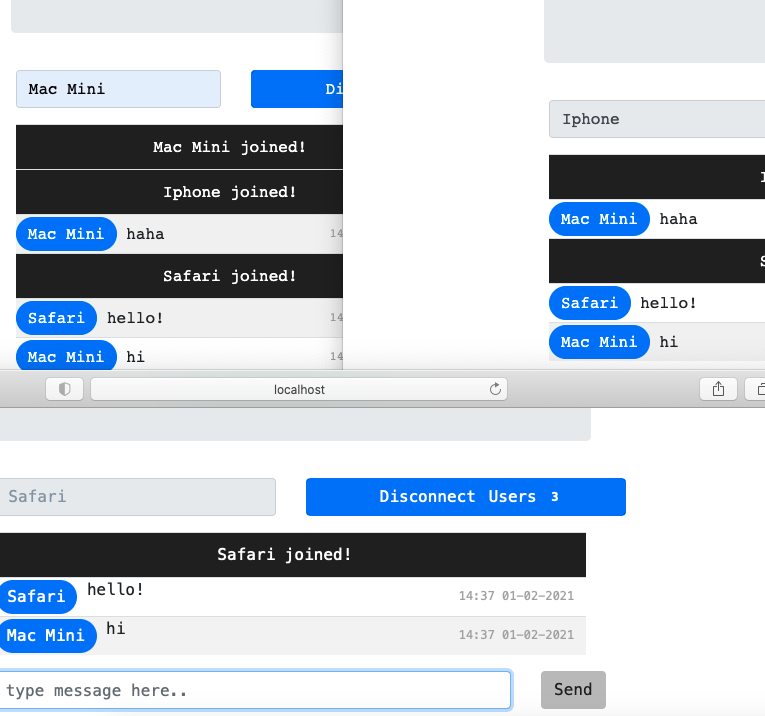 Mac Mini Di
Mac Mini joined!
Iphone joined!
Mac Mini haha 14
Safari joined!
Safari hello! 14
Mac Mini hi 14
Iphone
Mac Mini haha
Safari hello!
Mac Mini hi
localhost
Safari Disconnect Users 3
Safari joined!
Safari hello! 14:37 01-02-2021
Mac Mini hi 14:37 01-02-2021
type message here.. Send